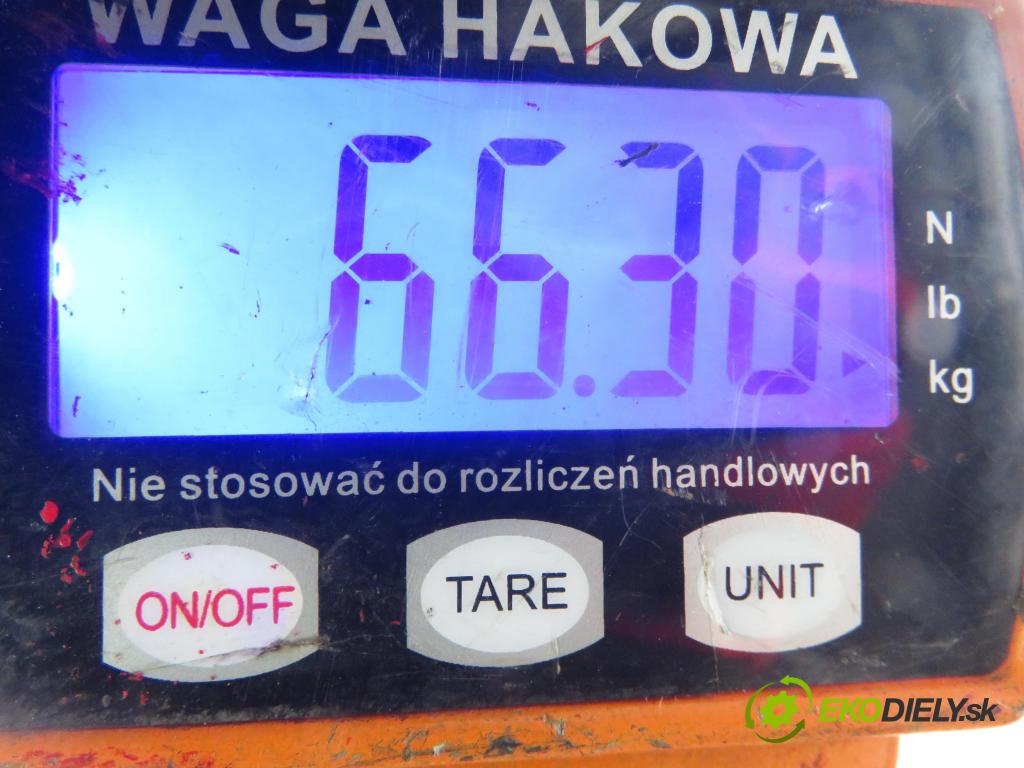 WAGA HAKOWA
66.30
N
lb
kg
Nie stosować do rozliczeń handlowych
ON/OFF TARE UNIT
EKODIELY.sk